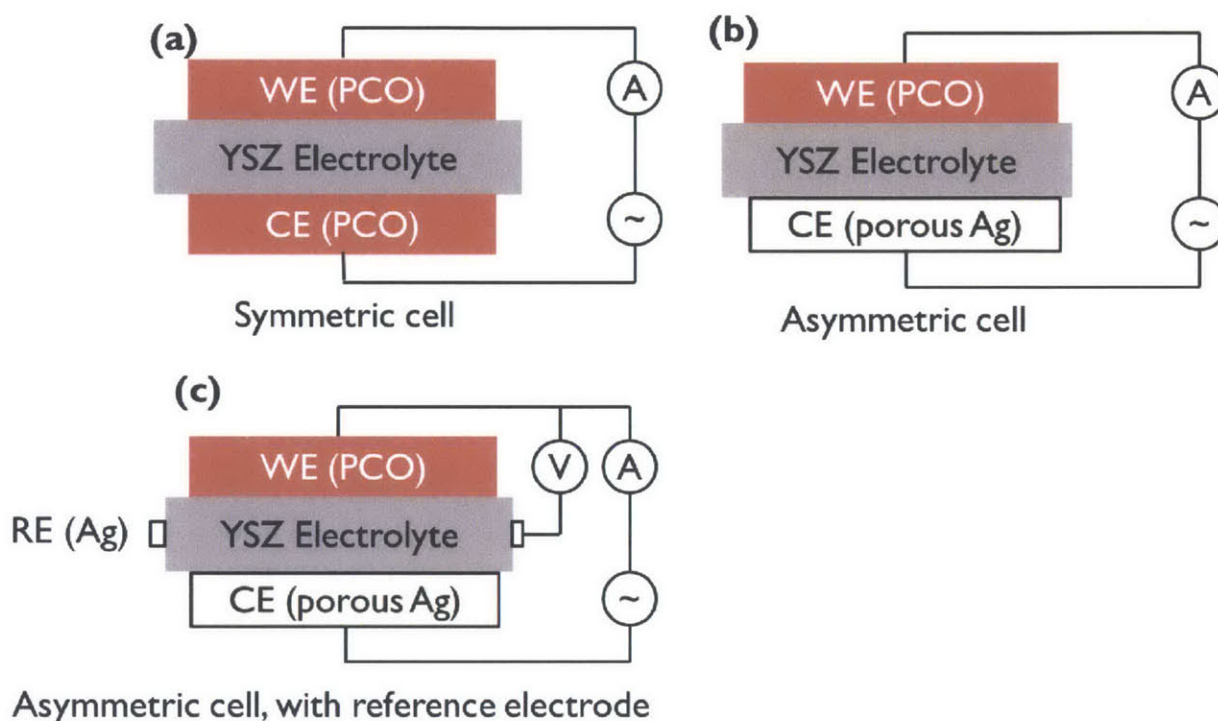 (a)
WE (PCO)
A
YSZ Electrolyte
CE (PCO)
~
Symmetric cell
(b)
WE (PCO)
A
YSZ Electrolyte
CE (porous Ag)
~
Asymmetric cell
(c)
WE (PCO)
V
A
RE (Ag)
YSZ Electrolyte
CE (porous Ag)
~
Asymmetric cell, with reference electrode